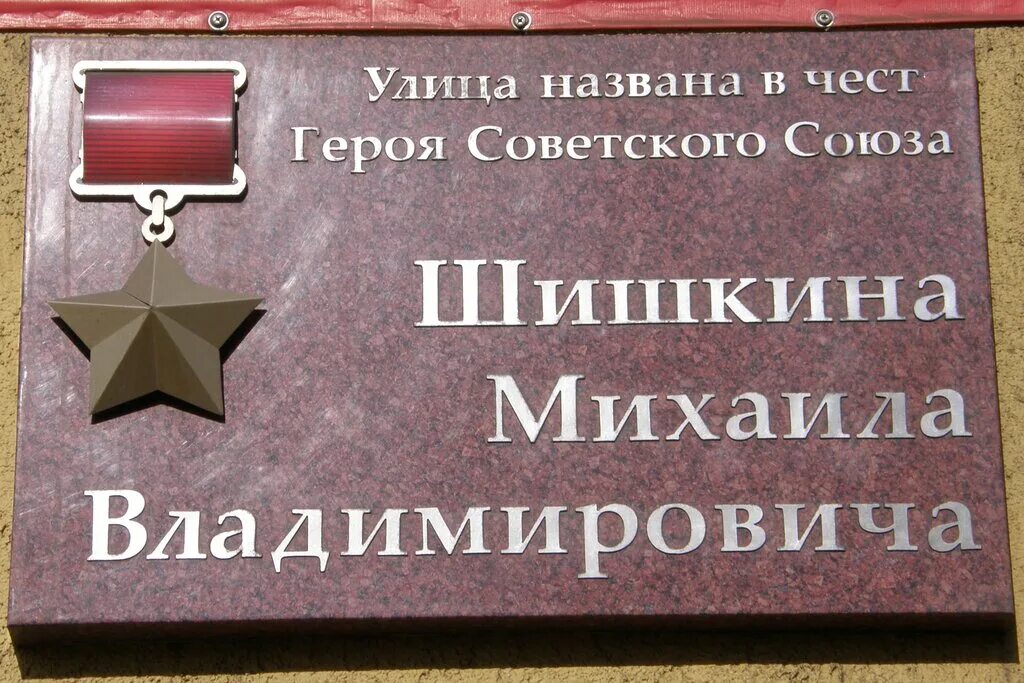 Улица названа в чест
Героя Советского Союза
Шишкина
Михаила
Владимировича